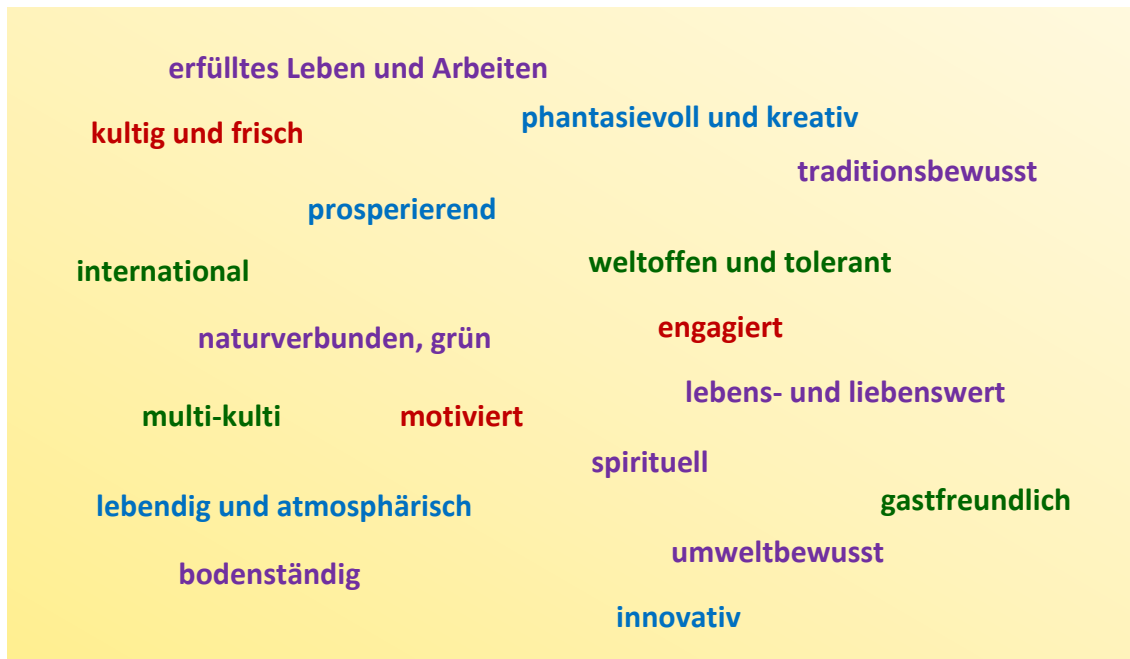 erfülltes Leben und Arbeiten
phantasievoll und kreativ
kultig und frisch
traditionsbewusst
prosperierend
weltoffen und tolerant
international
engagiert
naturverbunden, grün
lebens- und liebenswert
multi-kulti
motiviert
spirituell
gastfreundlich
lebendig und atmosphärisch
umweltbewusst
bodenständig
innovativ